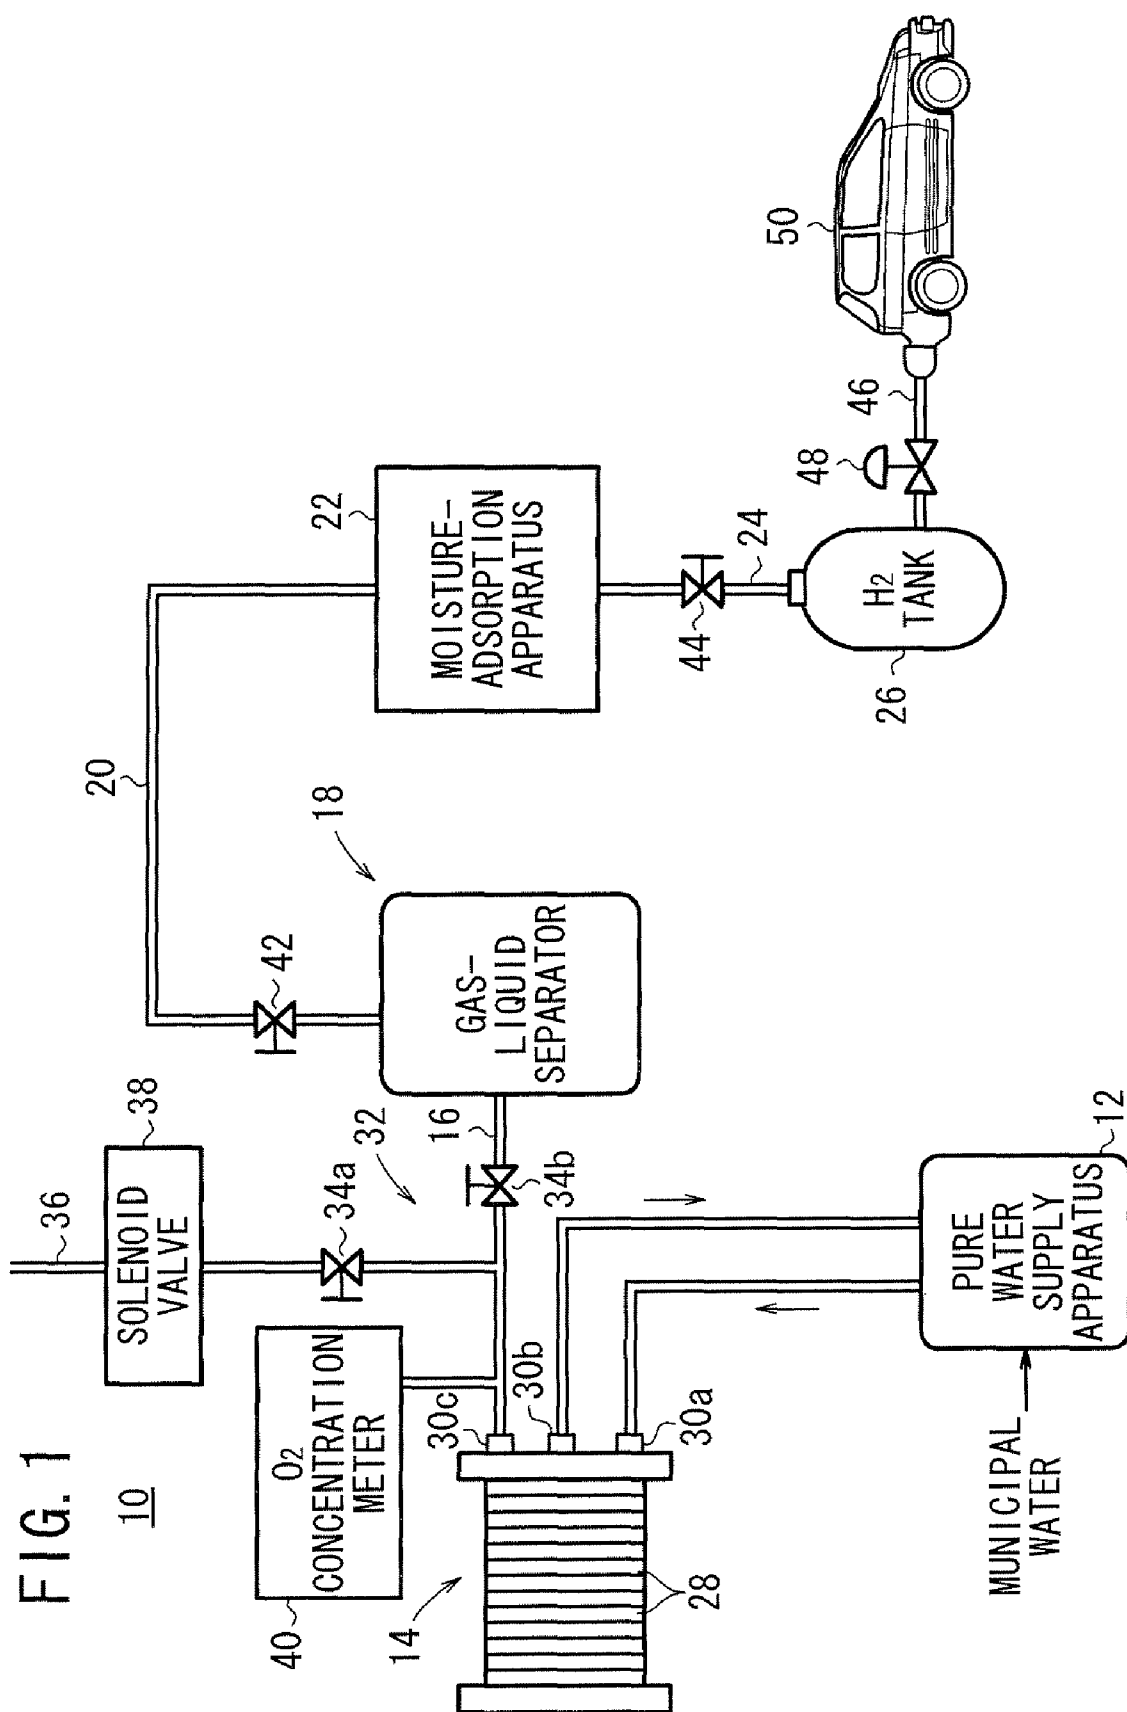 FIG. 1
10
36
38
SOLENOID
VALVE
34a
32
40
O2
CONCENTRATION
METER
30c
30b
30a
14
28
16
34b
42
20
18
GAS-
LIQUID
SEPARATOR
22
MOISTURE-
ADSORPTION
APPARATUS
44
24
H2
TANK
26
48
46
50
MUNICIPAL
WATER
PURE
WATER
SUPPLY
APPARATUS
12